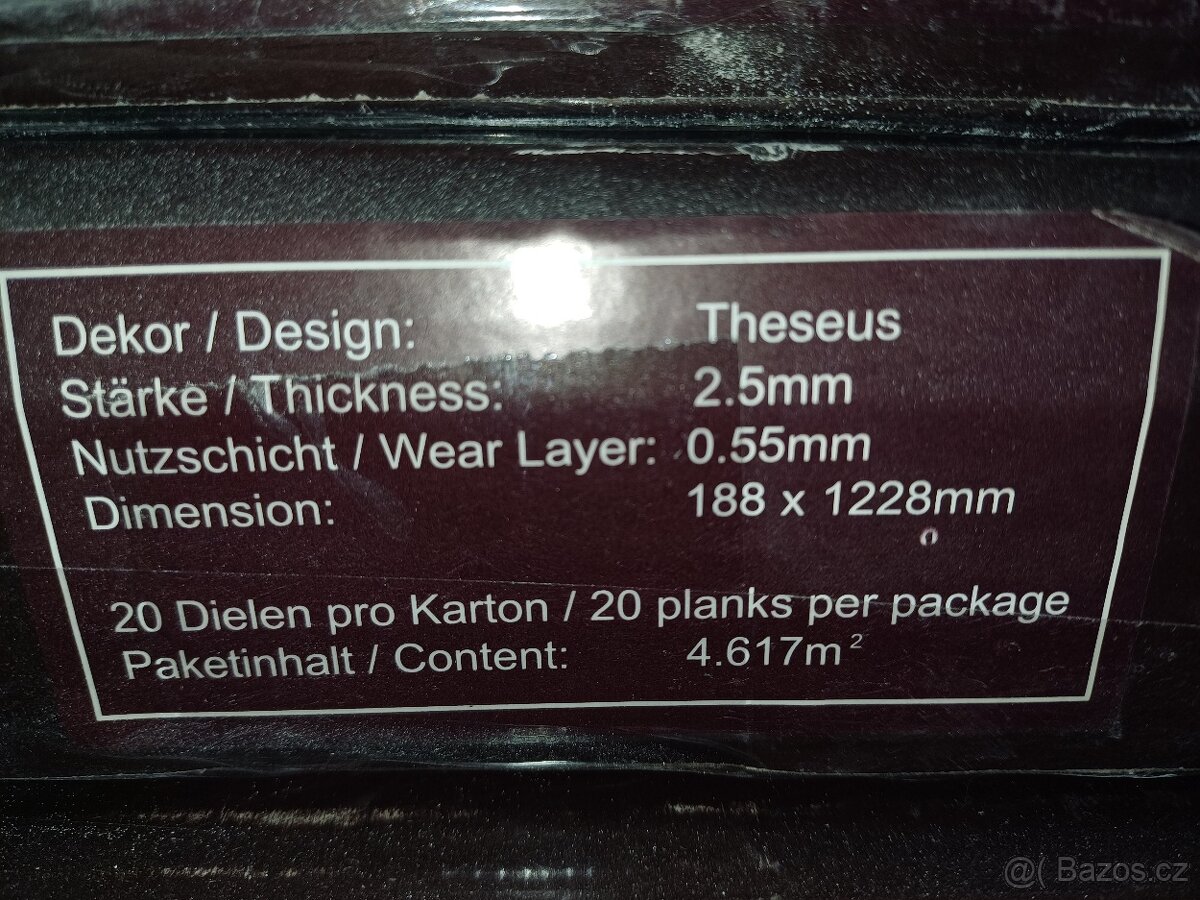 Dekor / Design: Theseus
Stärke / Thickness: 2.5mm
Nutzschicht / Wear Layer: 0.55mm
Dimension: 188 x 1228mm
20 Dielen pro Karton / 20 planks per package
Paketinhalt / Content: 4.617m²
@( Bazos.cz